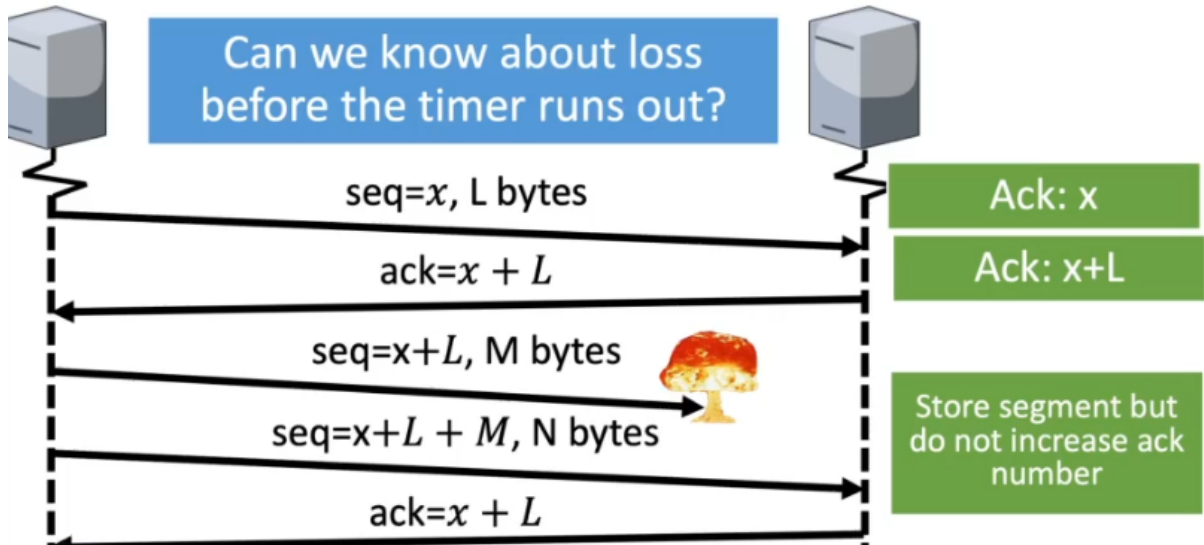 Can we know about loss
before the timer runs out?
seq=x, L bytes
Ack: x
ack=x + L
Ack: x+L
seq=x+L, M bytes
seq=x+L + M, N bytes
Store segment but
do not increase ack
number
ack=x + L